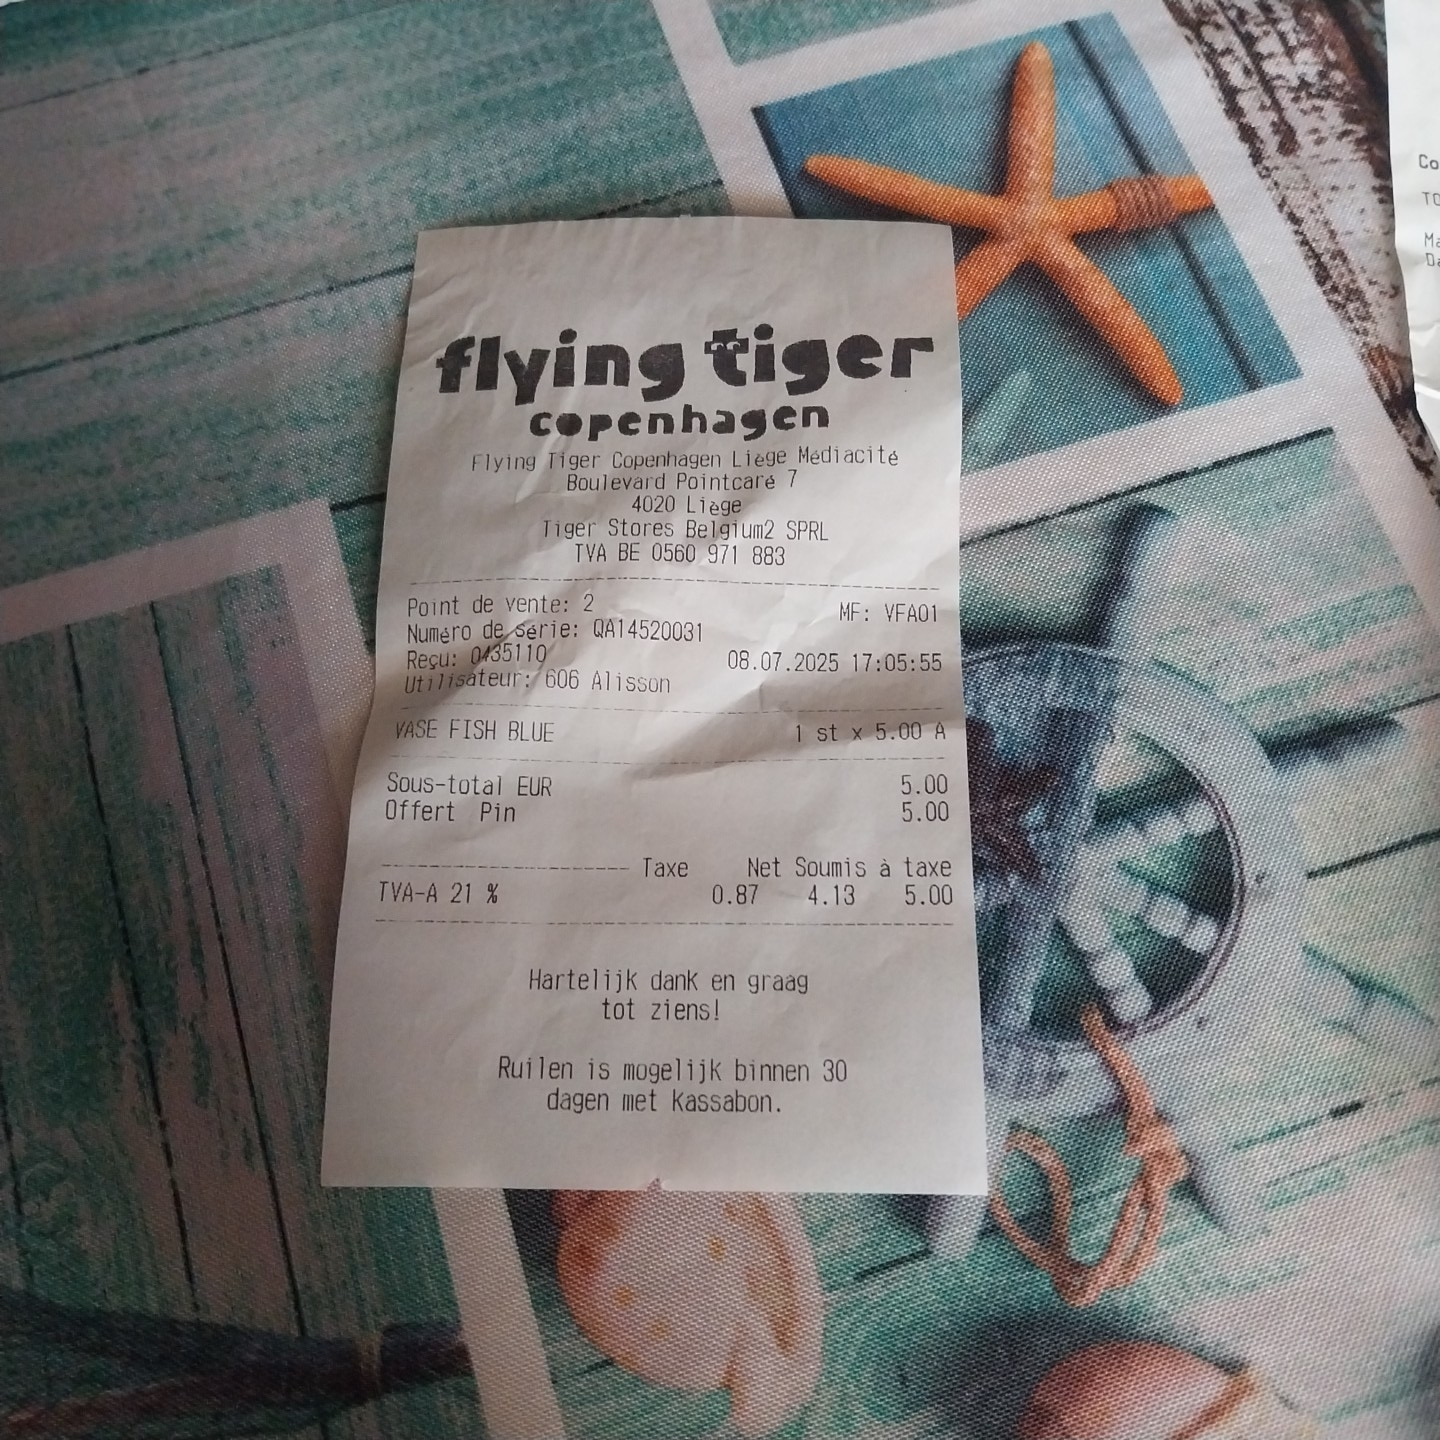 flying tiger
copenhagen
Flying Tiger Copenhagen Liège Médiacité
Boulevard Pointcaré 7
4020 Liège
Tiger Stores Belgium2 SPRL
TVA BE 0560 971 883
Point de vente: 2 MF: VFA01
Numéro de série: QA14520031
Reçu: 0435110 08.07.2025 17:05:55
Utilisateur: 606 Alisson
VASE FISH BLUE 1 st x 5.00 A
Sous-total EUR 5.00
Offert Pin 5.00
Taxe Net Soumis à taxe
TVA-A 21 % 0.87 4.13 5.00
Hartelijk dank en graag
tot ziens!
Ruilen is mogelijk binnen 30
dagen met kassabon.
Co
TO
Ma
Da